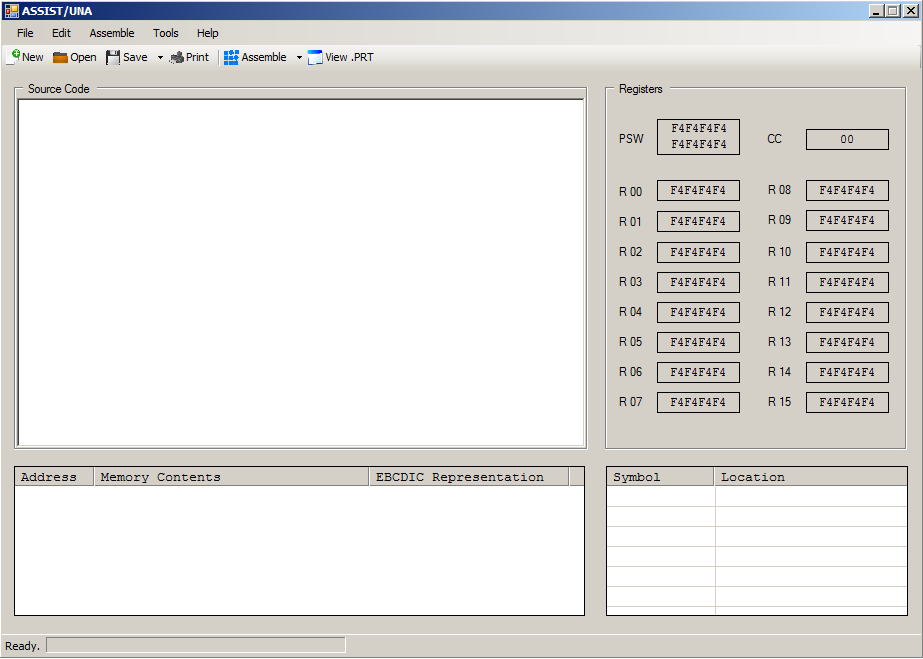 ASSIST/UNA
File Edit Assemble Tools Help
New Open Save Print Assemble View .PRT
Source Code
Registers
PSW F4F4F4F4 F4F4F4F4 CC 00
R 00 F4F4F4F4 R 08 F4F4F4F4
R 01 F4F4F4F4 R 09 F4F4F4F4
R 02 F4F4F4F4 R 10 F4F4F4F4
R 03 F4F4F4F4 R 11 F4F4F4F4
R 04 F4F4F4F4 R 12 F4F4F4F4
R 05 F4F4F4F4 R 13 F4F4F4F4
R 06 F4F4F4F4 R 14 F4F4F4F4
R 07 F4F4F4F4 R 15 F4F4F4F4
Address Memory Contents EBCDIC Representation
Symbol Location
Ready.